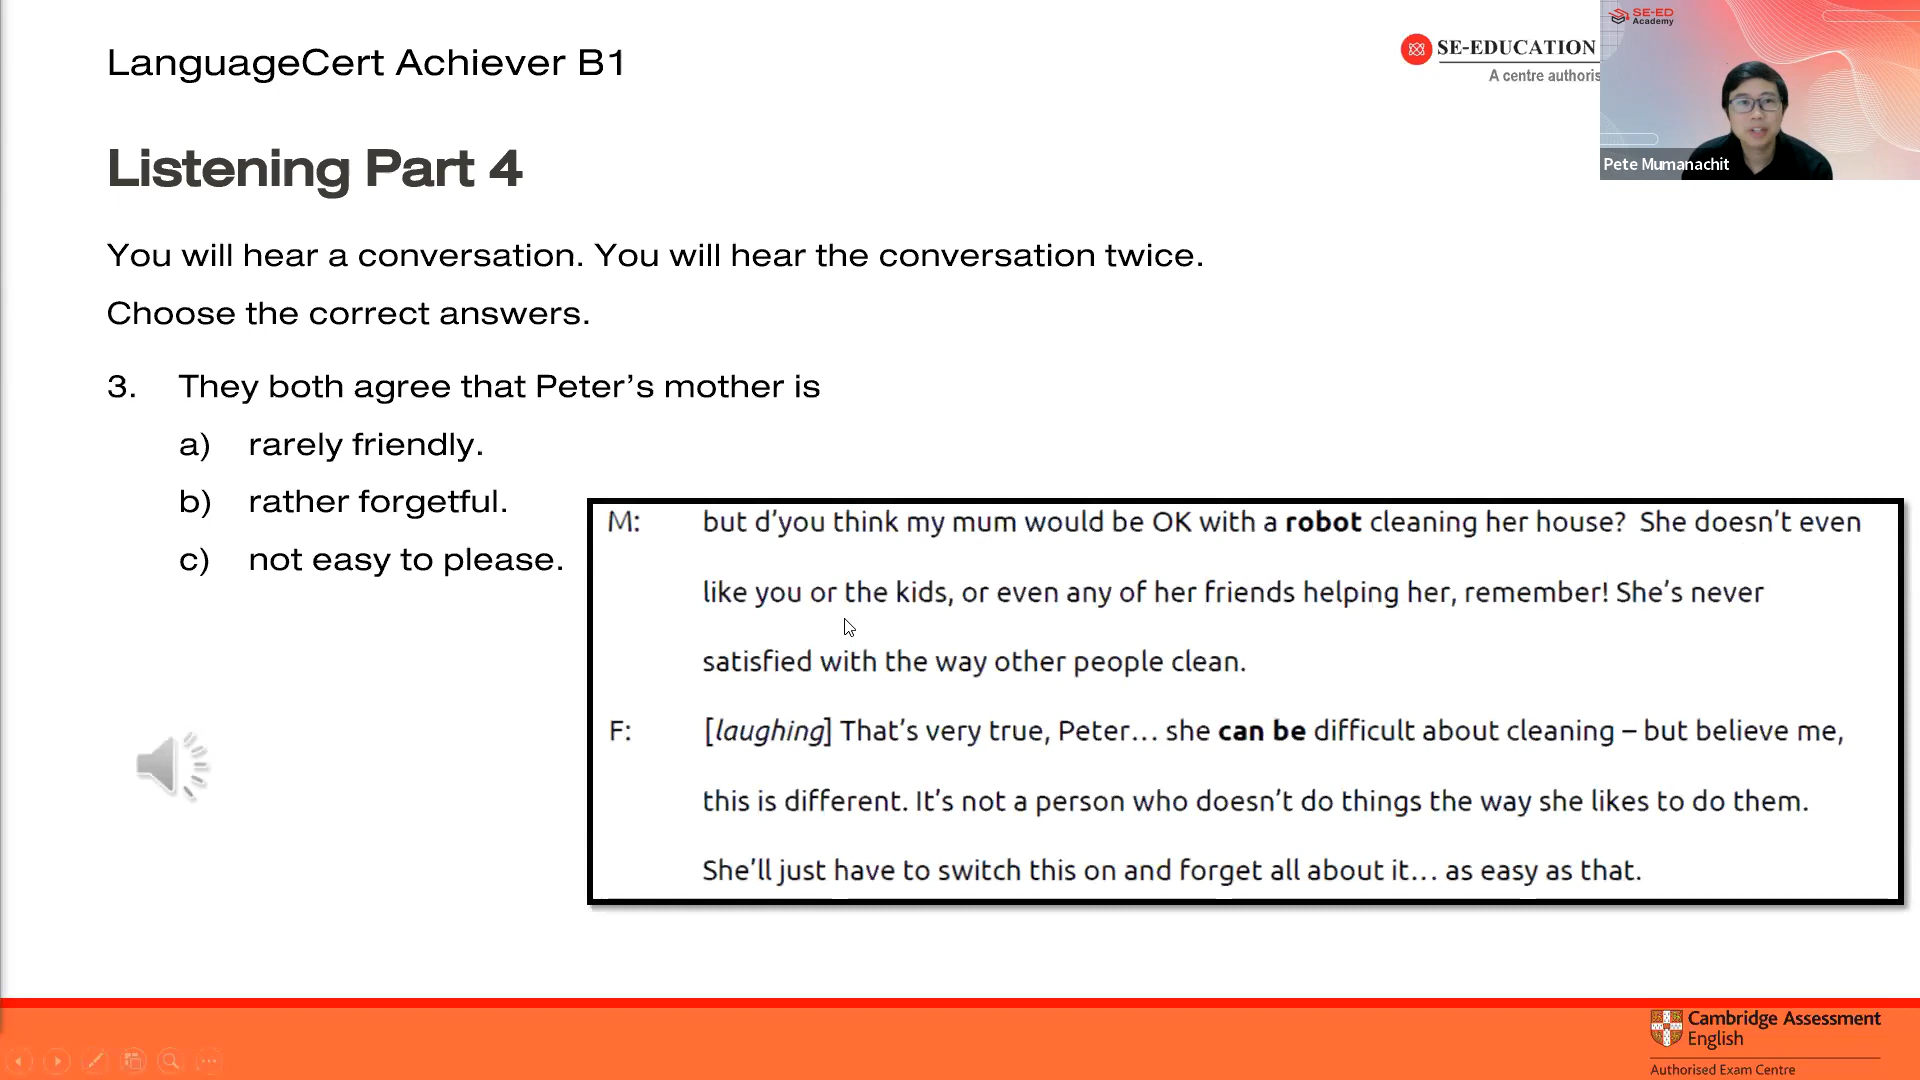 LanguageCert Achiever B1
SE-EDUCATION
A centre authoris
SE-ED
Academy
Pete Mumanachit
Listening Part 4
You will hear a conversation. You will hear the conversation twice.
Choose the correct answers.
3. They both agree that Peter’s mother is
a) rarely friendly.
b) rather forgetful.
c) not easy to please.
M: but d’you think my mum would be OK with a robot cleaning her house? She doesn’t even
like you or the kids, or even any of her friends helping her, remember! She’s never
satisfied with the way other people clean.
F: [laughing] That’s very true, Peter... she can be difficult about cleaning – but believe me,
this is different. It’s not a person who doesn’t do things the way she likes to do them.
She’ll just have to switch this on and forget all about it... as easy as that.
Cambridge Assessment
English
Authorised Exam Centre